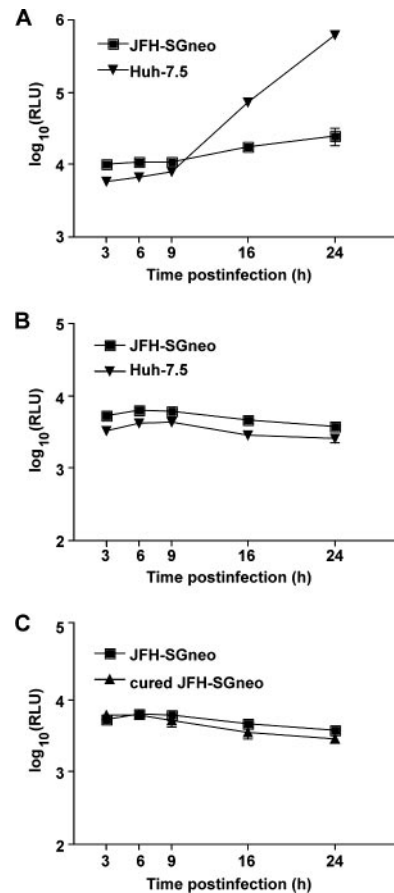 A
6
JFH-SGneo
Huh-7.5
5
log10(RLU)
4
3
3 6 9 16 24
Time postinfection (h)
B
5
JFH-SGneo
Huh-7.5
4
log10(RLU)
3
2
3 6 9 16 24
Time postinfection (h)
C
5
JFH-SGneo
cured JFH-SGneo
4
log10(RLU)
3
2
3 6 9 16 24
Time postinfection (h)